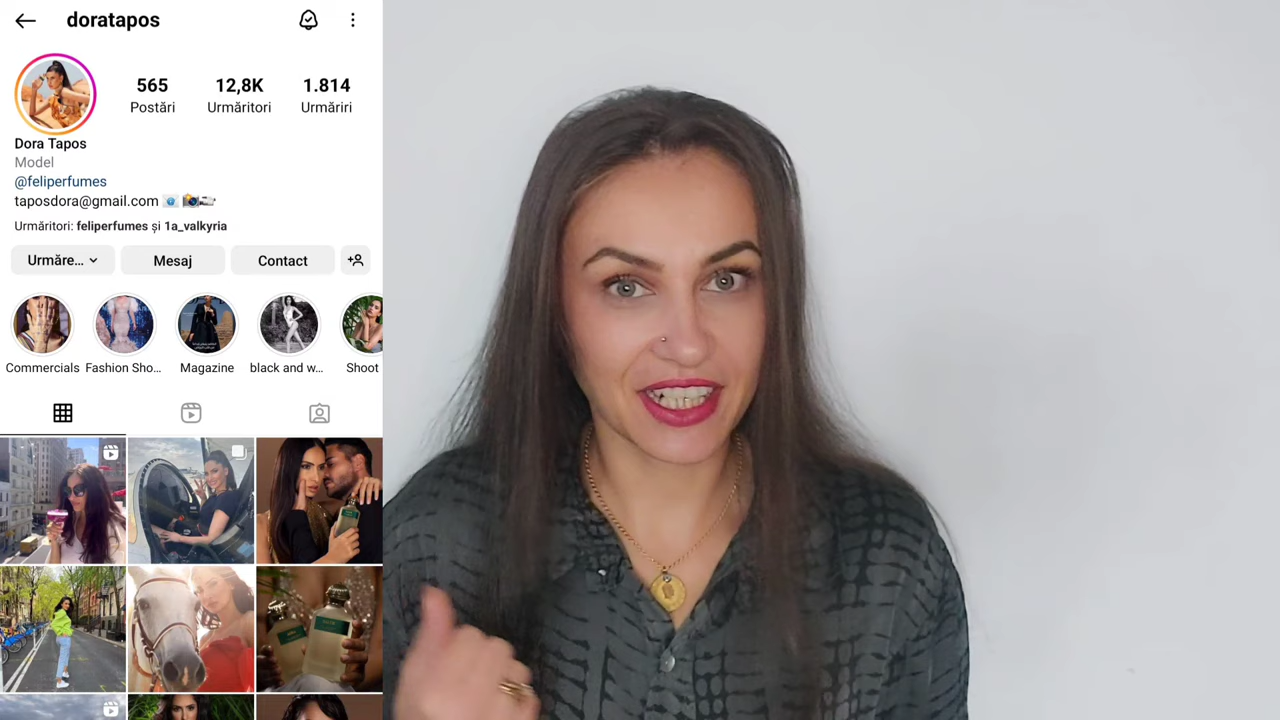 doratapos
565 12,8K 1.814
Postări Urmăritori Urmăriri
Dora Tapos
Model
@feliperfumes
taposdora@gmail.com
Urmăritori: feliperfumes și 1a_valkyria
Urmăre... Mesaj Contact
Commercials Fashion Sho... Magazine black and w... Shoot